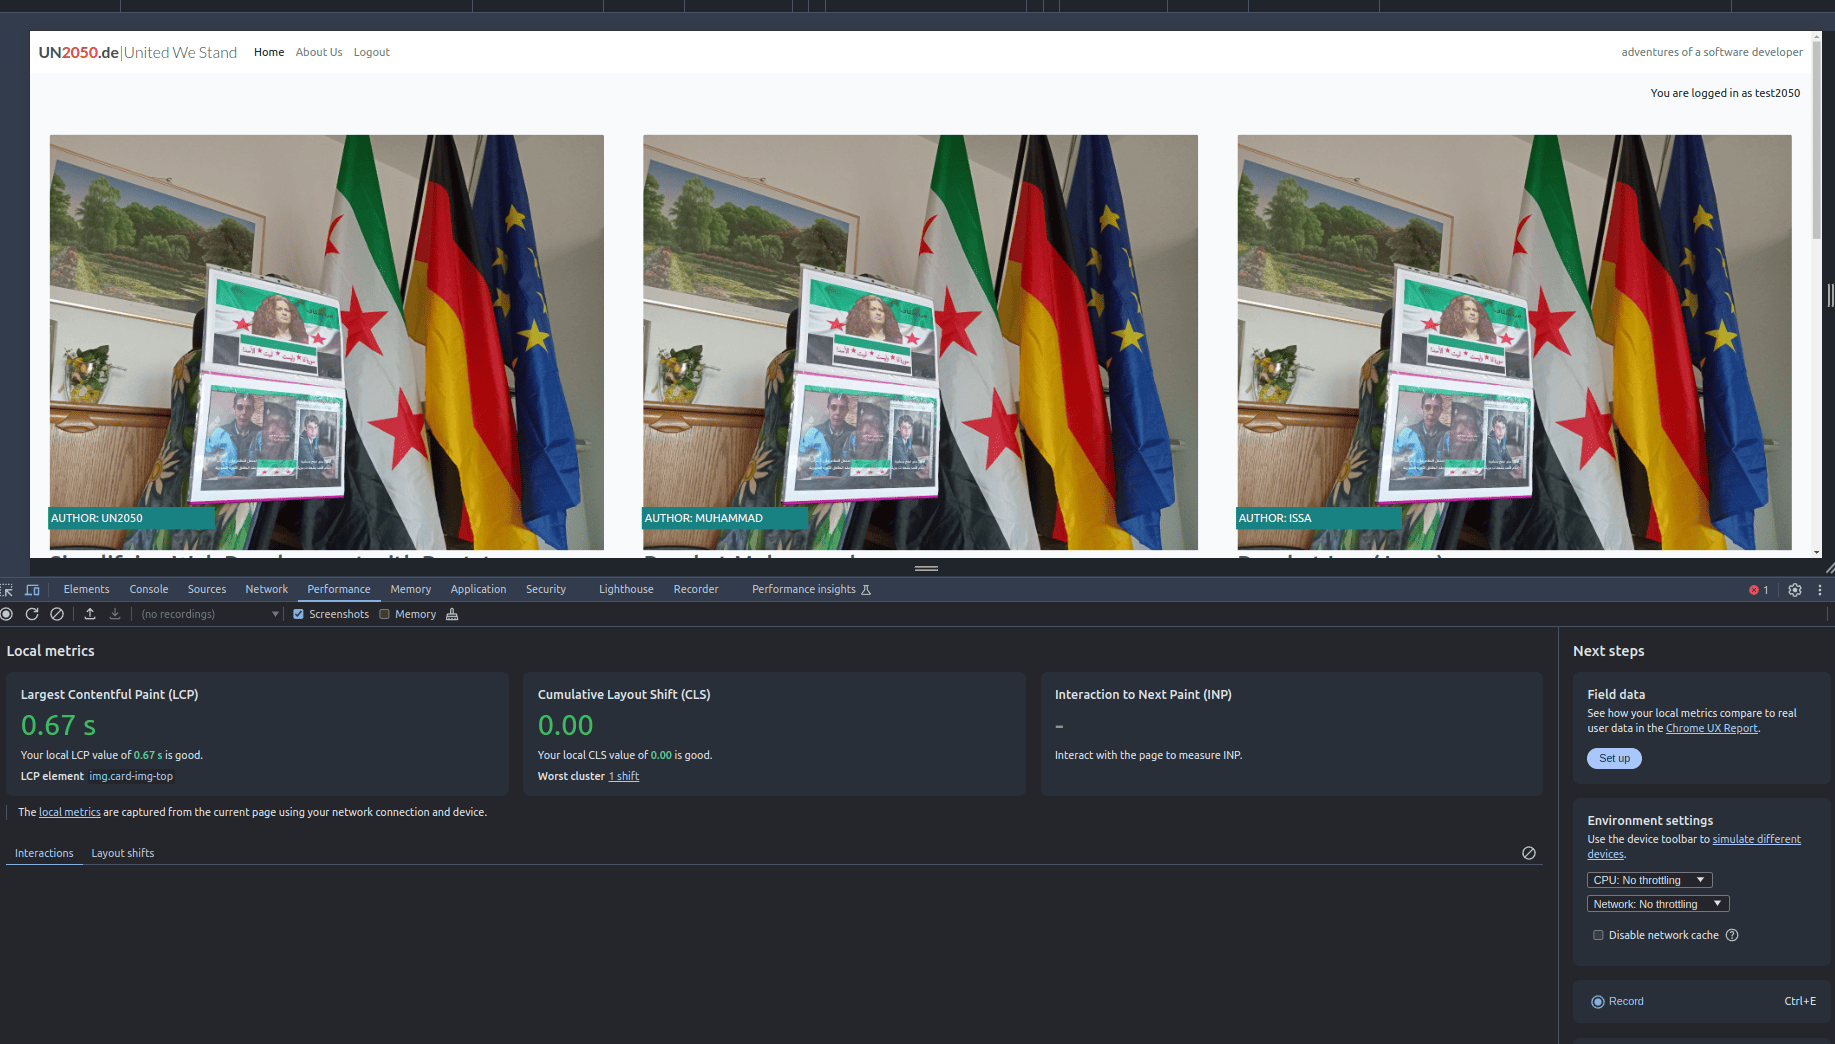 UN2050.de|United We Stand Home About Us Logout adventures of a software developer
You are logged in as test2050
AUTHOR: UN2050
AUTHOR: MUHAMMAD
AUTHOR: ISSA
Elements Console Sources Network Performance Memory Application Security Lighthouse Recorder Performance insights 1
(no recordings) Screenshots Memory
Local metrics
Largest Contentful Paint (LCP)
0.67 s
Your local LCP value of 0.67 s is good.
LCP element img.card-img-top
Cumulative Layout Shift (CLS)
0.00
Your local CLS value of 0.00 is good.
Worst cluster 1 shift
Interaction to Next Paint (INP)
-
Interact with the page to measure INP.
The local metrics are captured from the current page using your network connection and device.
Interactions Layout shifts
Next steps
Field data
See how your local metrics compare to real
user data in the Chrome UX Report.
Set up
Environment settings
Use the device toolbar to simulate different
devices.
CPU: No throttling
Network: No throttling
Disable network cache
Record Ctrl+E